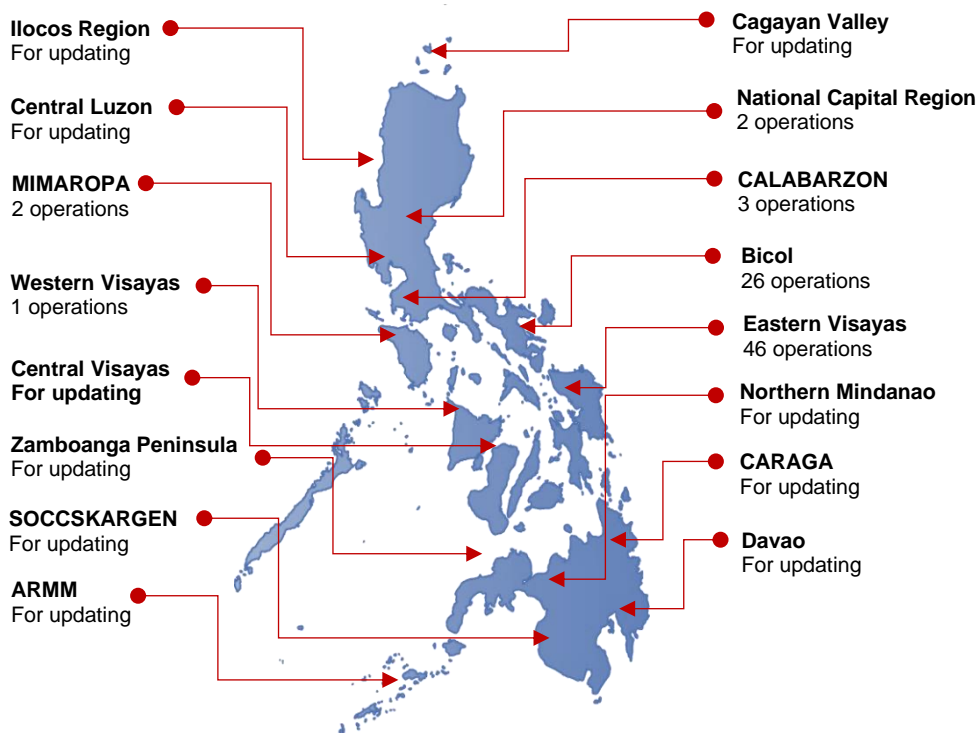 Ilocos Region
For updating
Central Luzon
For updating
MIMAROPA
2 operations
Western Visayas
1 operations
Central Visayas
For updating
Zamboanga Peninsula
For updating
SOCCSKARGEN
For updating
ARMM
For updating
Cagayan Valley
For updating
National Capital Region
2 operations
CALABARZON
3 operations
Bicol
26 operations
Eastern Visayas
46 operations
Northern Mindanao
For updating
CARAGA
For updating
Davao
For updating